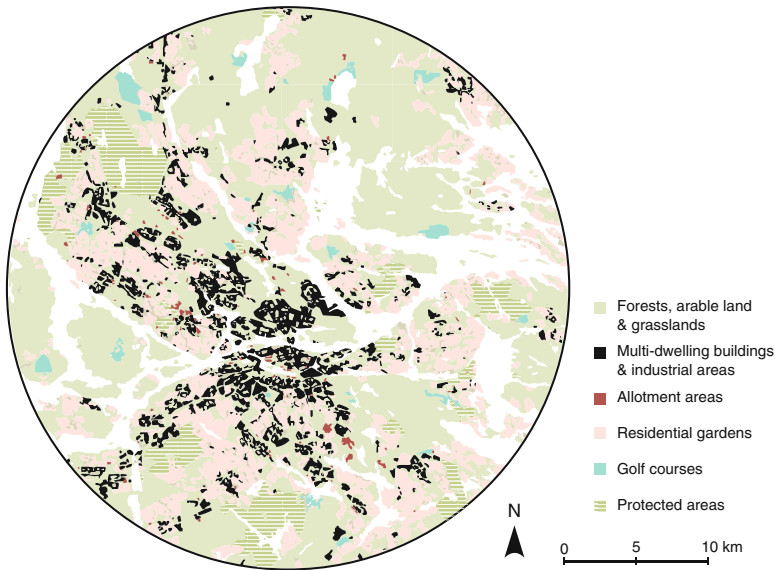 Forests, arable land
& grasslands
Multi-dwelling buildings
& industrial areas
Allotment areas
Residential gardens
Golf courses
Protected areas
N
0 5 10 km